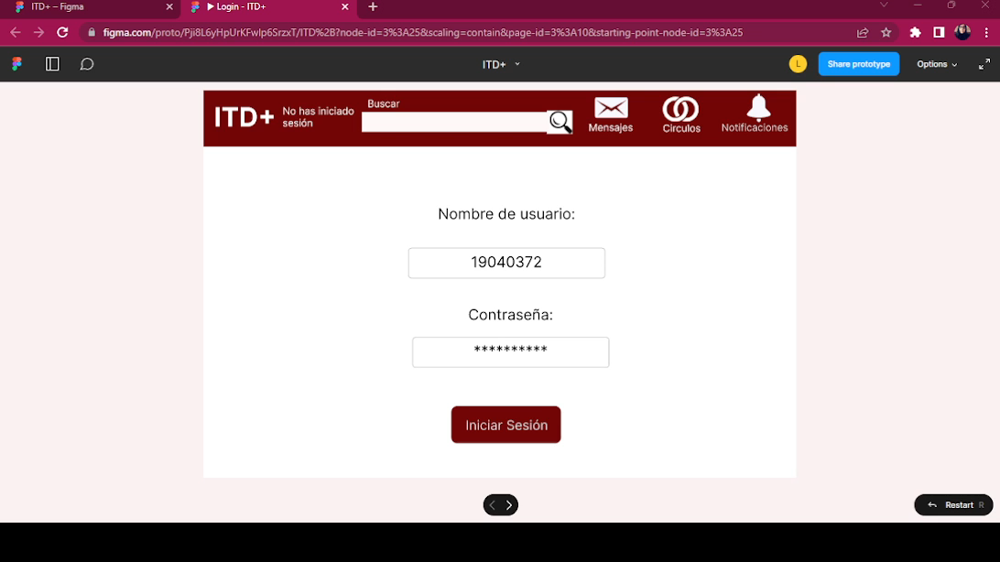 ITD+ – Figma
Login - ITD+
figma.com/proto/Pji8L6yHpUrKFwlp6SrzxT/ITD%2B?node-id=3%3A25&scaling=contain&page-id=3%3A10&starting-point-node-id=3%3A25
ITD+
L
Share prototype
Options
ITD+
No has iniciado
sesión
Buscar
Mensajes
Circulos
Notificaciones
Nombre de usuario:
19040372
Contraseña:
**********
Iniciar Sesión
Restart R